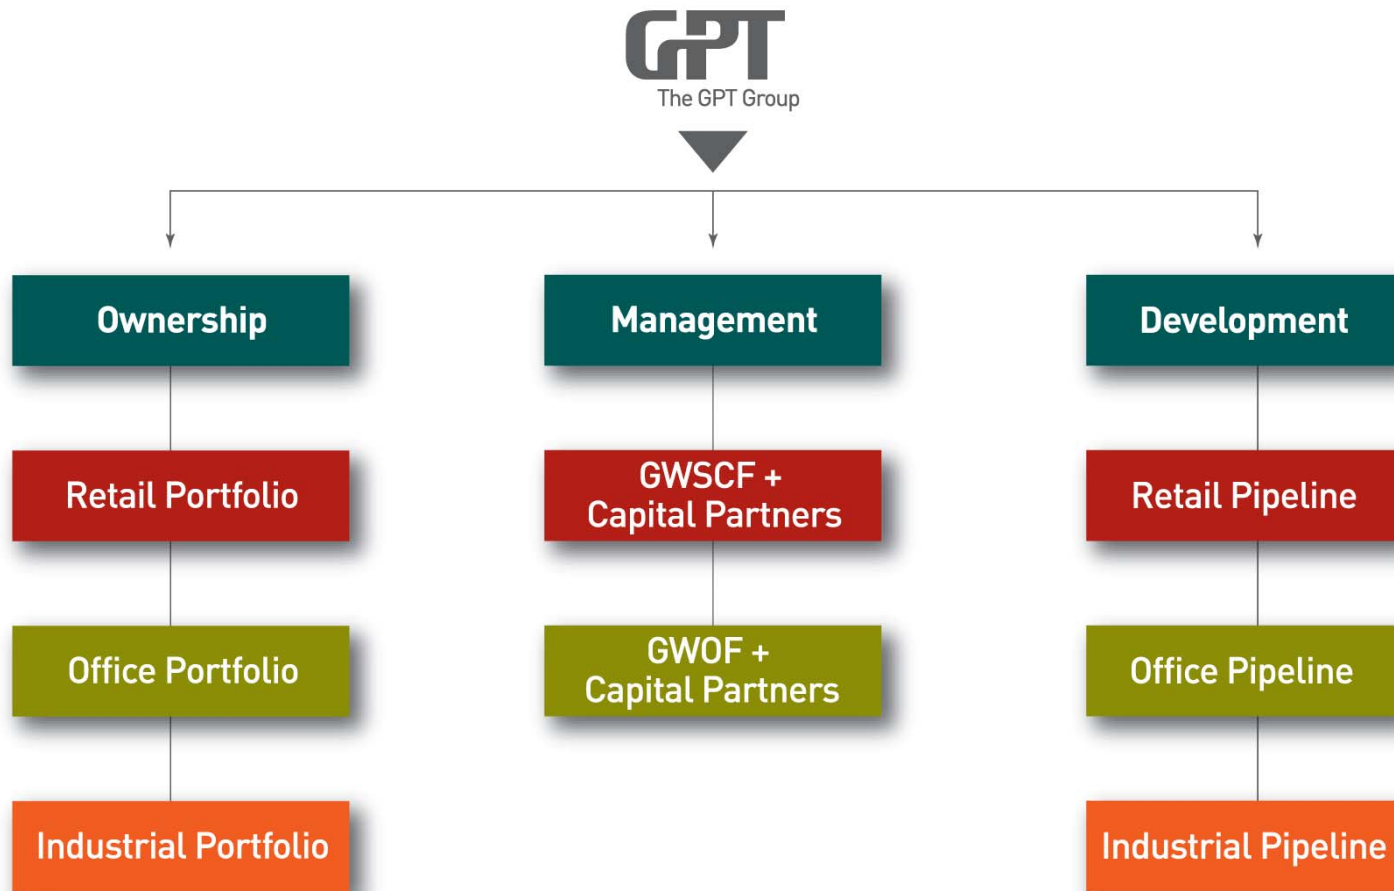 GPT
The GPT Group
Ownership
Management
Development
Retail Portfolio
GWSCF +
Capital Partners
Retail Pipeline
Office Portfolio
GWOF +
Capital Partners
Office Pipeline
Industrial Portfolio
Industrial Pipeline